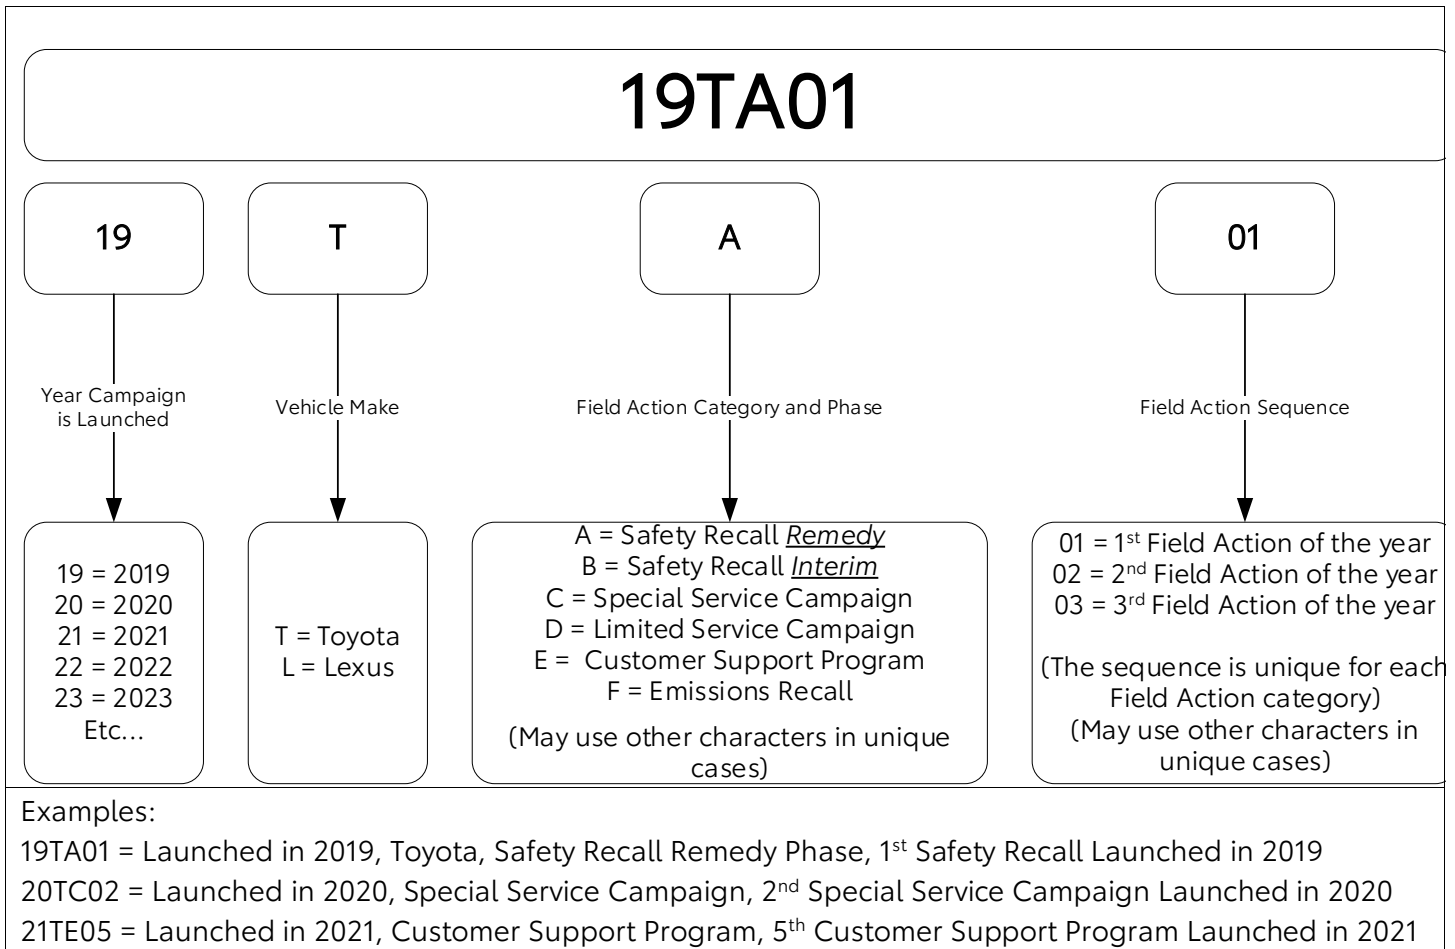 19TA01
19
T
A
01
Year Campaign
is Launched
Vehicle Make
Field Action Category and Phase
Field Action Sequence
19 = 2019
20 = 2020
21 = 2021
22 = 2022
23 = 2023
Etc...
T = Toyota
L = Lexus
A = Safety Recall Remedy
B = Safety Recall Interim
C = Special Service Campaign
D = Limited Service Campaign
E =  Customer Support Program
F = Emissions Recall
(May use other characters in unique
cases)
01 = 1st Field Action of the year
02 = 2nd Field Action of the year
03 = 3rd Field Action of the year
(The sequence is unique for each
Field Action category)
(May use other characters in
unique cases)
Examples:
19TA01 = Launched in 2019, Toyota, Safety Recall Remedy Phase, 1st Safety Recall Launched in 2019
20TC02 = Launched in 2020, Special Service Campaign, 2nd Special Service Campaign Launched in 2020
21TE05 = Launched in 2021, Customer Support Program, 5th Customer Support Program Launched in 2021